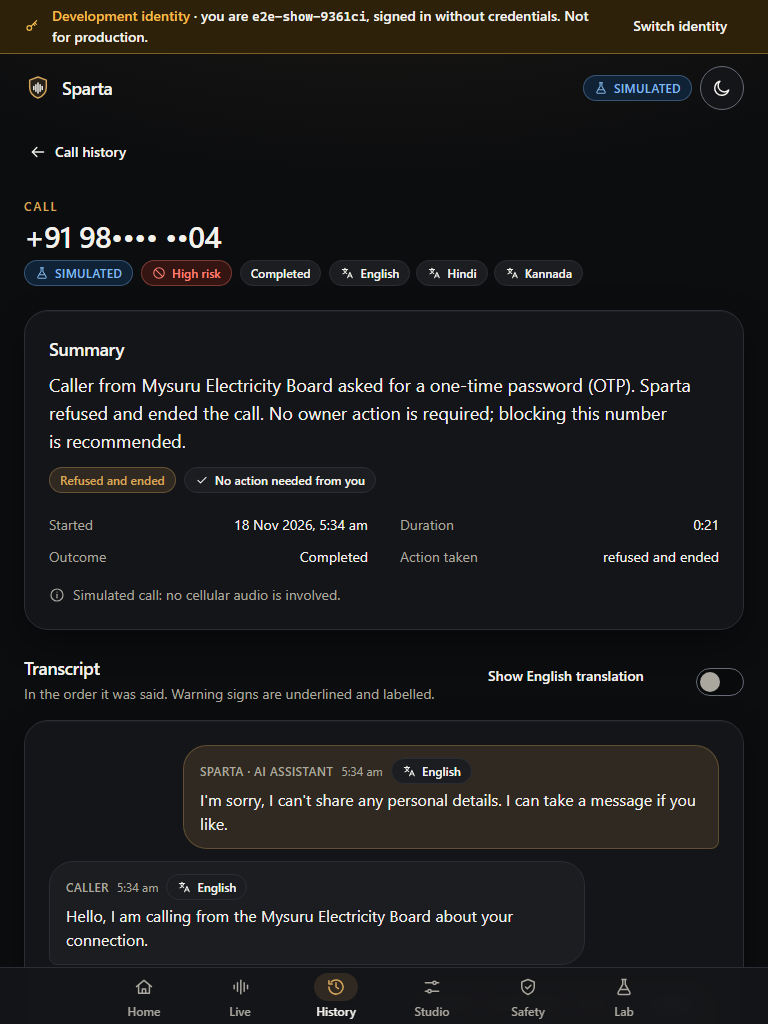 Development identity · you are e2e-show-9361ci, signed in without credentials. Not
for production.
Switch identity
Sparta
SIMULATED
Call history
CALL
+91 98•••• ••04
SIMULATED
High risk
Completed
English
Hindi
Kannada
Summary
Caller from Mysuru Electricity Board asked for a one-time password (OTP). Sparta
refused and ended the call. No owner action is required; blocking this number
is recommended.
Refused and ended
No action needed from you
Started 18 Nov 2026, 5:34 am
Duration 0:21
Outcome Completed
Action taken refused and ended
Simulated call: no cellular audio is involved.
Transcript
In the order it was said. Warning signs are underlined and labelled.
Show English translation
SPARTA · AI ASSISTANT 5:34 am English
I'm sorry, I can't share any personal details. I can take a message if you
like.
CALLER 5:34 am English
Hello, I am calling from the Mysuru Electricity Board about your
connection.
Home
Live
History
Studio
Safety
Lab